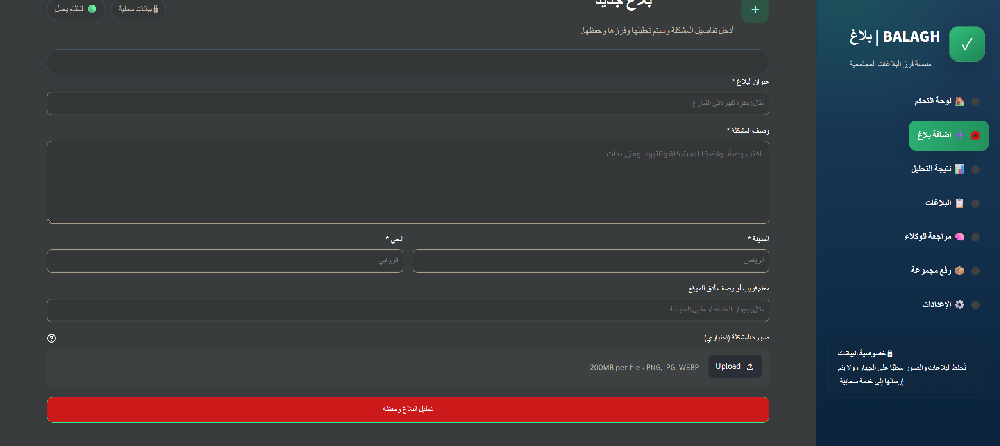 بلاغ | BALAGH
منصة فرز البلاغات المجتمعية
لوحة التحكم
إضافة بلاغ
نتيجة التحليل
البلاغات
مراجعة الوكلاء
رفع مجموعة
الإعدادات
خصوصية البيانات
تُحفظ البلاغات والصور محليًا على الجهاز، ولا يتم
إرسالها إلى خدمة سحابية.
بلاغ جديد
أدخل تفاصيل المشكلة وسيتم تحليلها وفرزها وحفظها.
بيانات محلية
النظام يعمل
عنوان البلاغ *
مثال: حفرة كبيرة في الشارع
وصف المشكلة *
اكتب وصفًا واضحًا للمشكلة وتأثيرها ومتى بدأت...
المدينة *
الرياض
الحي *
الروابي
معلم قريب أو وصف أدق للموقع
مثال: بجوار الحديقة أو مقابل المدرسة
صورة المشكلة (اختياري)
Upload
200MB per file • PNG, JPG, WEBP
تحليل البلاغ وحفظه